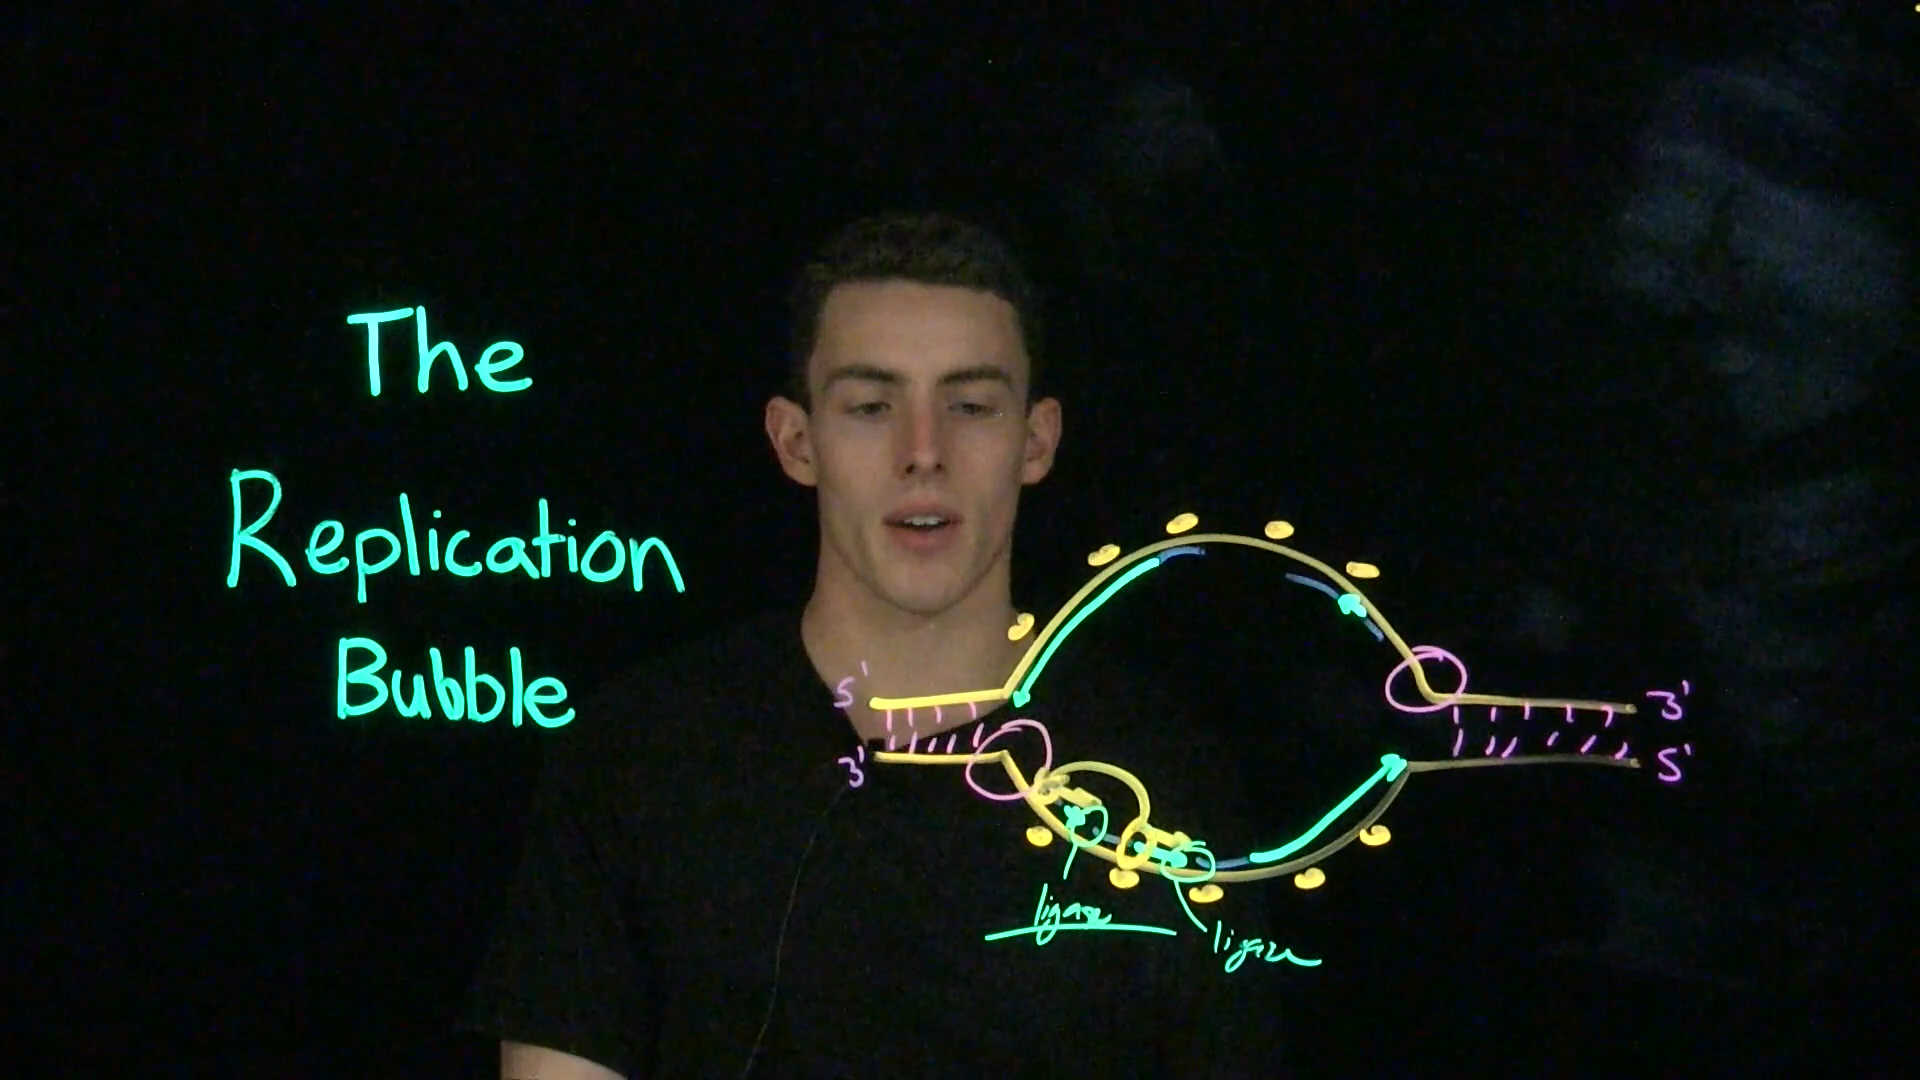 The
Replication
Bubble
5' 3'
3' 5'
ligase
ligase